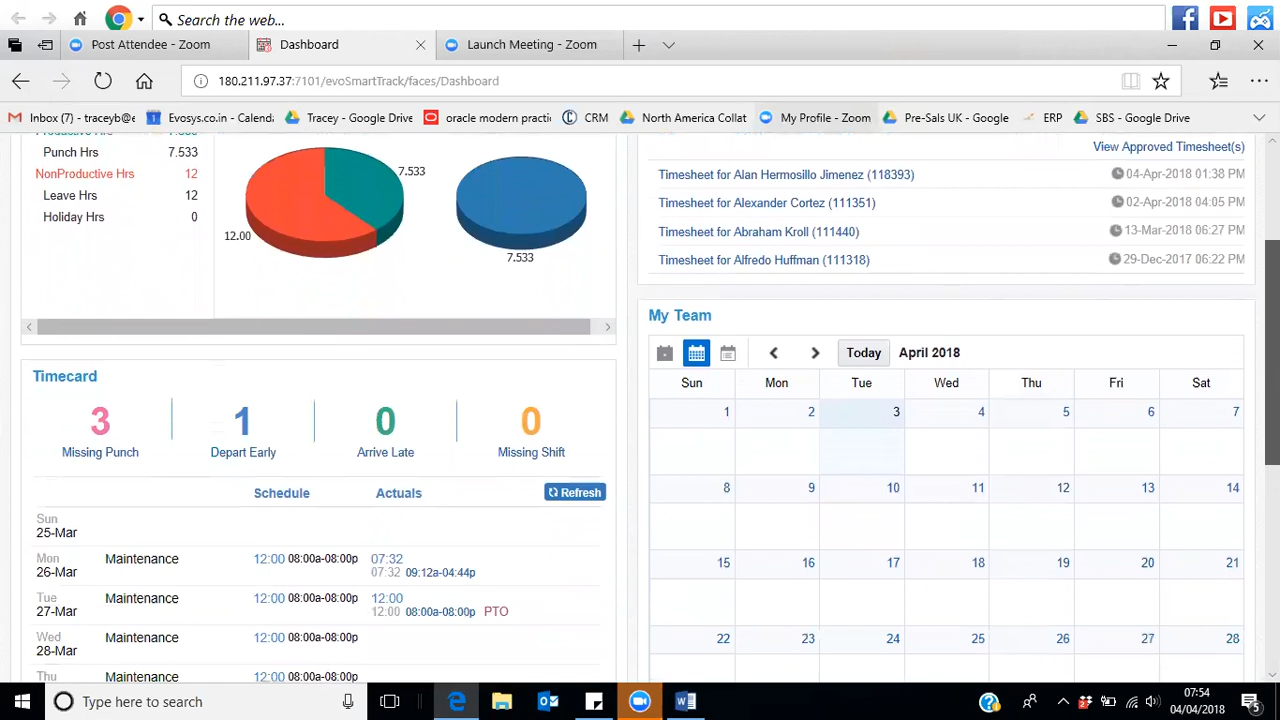 Search the web...
Post Attendee - Zoom
Dashboard
Launch Meeting - Zoom
180.211.97.37:7101/evoSmartTrack/faces/Dashboard
Inbox (102) - traceyb@e
Evosys.co.in - Calenda
Tracey - Google Drive
oracle modern practi
CRM
North America Collat
My Profile - Zoom
Pre-Sals UK - Google
ERP
SBS - Google Drive
Punch Hrs 7.533
NonProductive Hrs 12
Leave Hrs 12
Holiday Hrs 0
7.533
12.00
7.533
View Approved Timesheet(s)
Timesheet for Alan Hermosillo Jimenez (118393) 04-Apr-2018 01:38 PM
Timesheet for Alexander Cortez (111351) 02-Apr-2018 04:05 PM
Timesheet for Abraham Kroll (111440) 13-Mar-2018 06:27 PM
Timesheet for Alfredo Huffman (111318) 29-Dec-2017 06:22 PM
Timecard
3 1 0 0
Missing Punch Depart Early Arrive Late Missing Shift
Schedule Actuals Refresh
Sun
25-Mar
Mon Maintenance 12:00 08:00a-08:00p 07:32
26-Mar 07:32 09:12a-04:44p
Tue Maintenance 12:00 08:00a-08:00p 12:00
27-Mar 12:00 08:00a-08:00p PTO
Wed Maintenance 12:00 08:00a-08:00p
28-Mar
Thu Maintenance 12:00 08:00a-08:00p
My Team
Today April 2018
Sun Mon Tue Wed Thu Fri Sat
1 2 3 4 5 6 7
8 9 10 11 12 13 14
15 16 17 18 19 20 21
22 23 24 25 26 27 28
Type here to search
07:54
04/04/2018
5